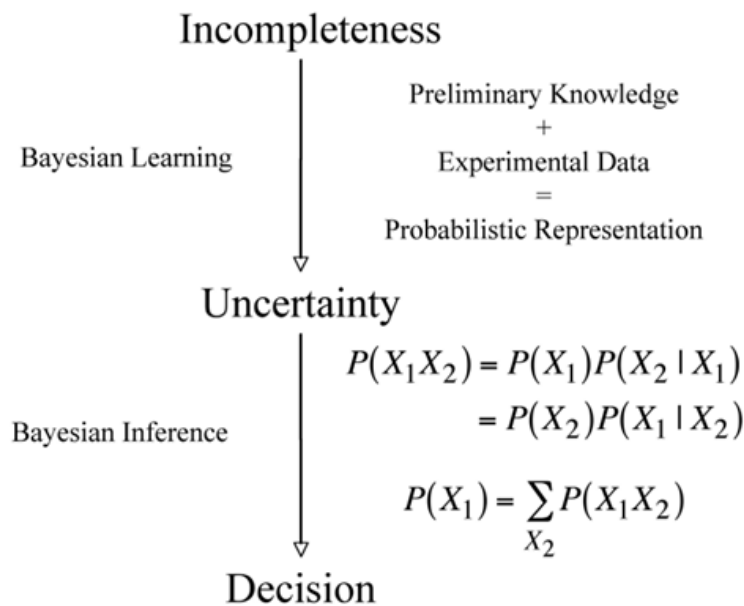 Incompleteness
Preliminary Knowledge
+
Bayesian Learning
Experimental Data
=
Probabilistic Representation
Uncertainty
P(X₁X₂) = P(X₁)P(X₂ | X₁)
= P(X₂)P(X₁ | X₂)
Bayesian Inference
P(X₁) = ∑ P(X₁X₂)
X₂
Decision